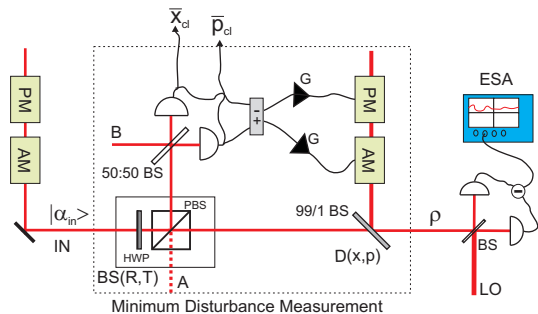 x̄cl
p̄cl
PM
AM
B
50:50 BS
-
+
G
G
PM
AM
ESA
|αin>
IN
HWP
PBS
BS(R,T)
A
99/1 BS
D(x,p)
ρ
-
BS
LO
Minimum Disturbance Measurement